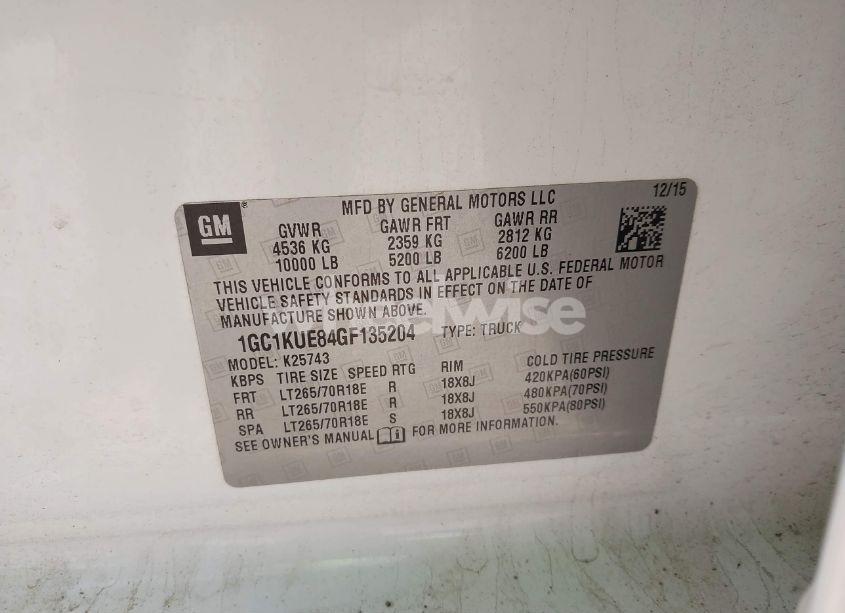 GM ®
MFD BY GENERAL MOTORS LLC
12/15
GVWR GAWR FRT GAWR RR
4536 KG 2359 KG 2812 KG
10000 LB 5200 LB 6200 LB
THIS VEHICLE CONFORMS TO ALL APPLICABLE U.S. FEDERAL MOTOR
VEHICLE SAFETY STANDARDS IN EFFECT ON THE DATE OF
MANUFACTURE SHOWN ABOVE.
wheelwise
1GC1KUE84GF135204 TYPE: TRUCK
MODEL: K25743
KBPS TIRE SIZE SPEED RTG RIM COLD TIRE PRESSURE
FRT LT265/70R18E R 18X8J 420KPA(60PSI)
RR LT265/70R18E R 18X8J 480KPA(70PSI)
SPA LT265/70R18E S 18X8J 550KPA(80PSI)
SEE OWNER'S MANUAL FOR MORE INFORMATION.